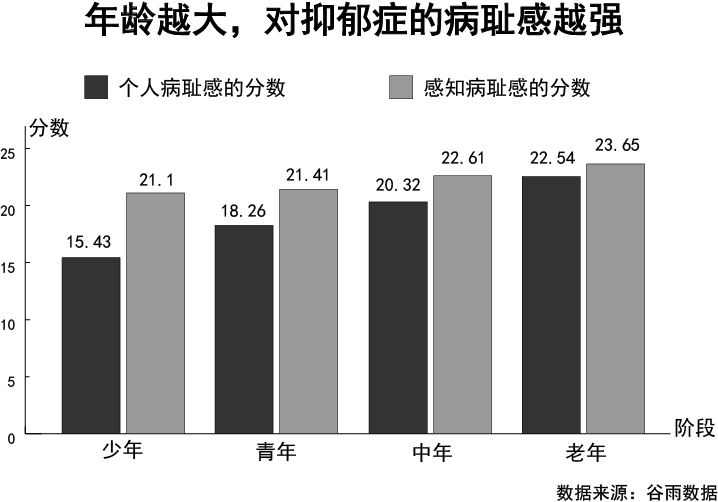 年龄越大，对抑郁症的病耻感越强
个人病耻感的分数
感知病耻感的分数
分数
25
20
15
10
5
0
15.43
21.1
18.26
21.41
20.32
22.61
22.54
23.65
少年
青年
中年
老年
阶段
数据来源：谷雨数据